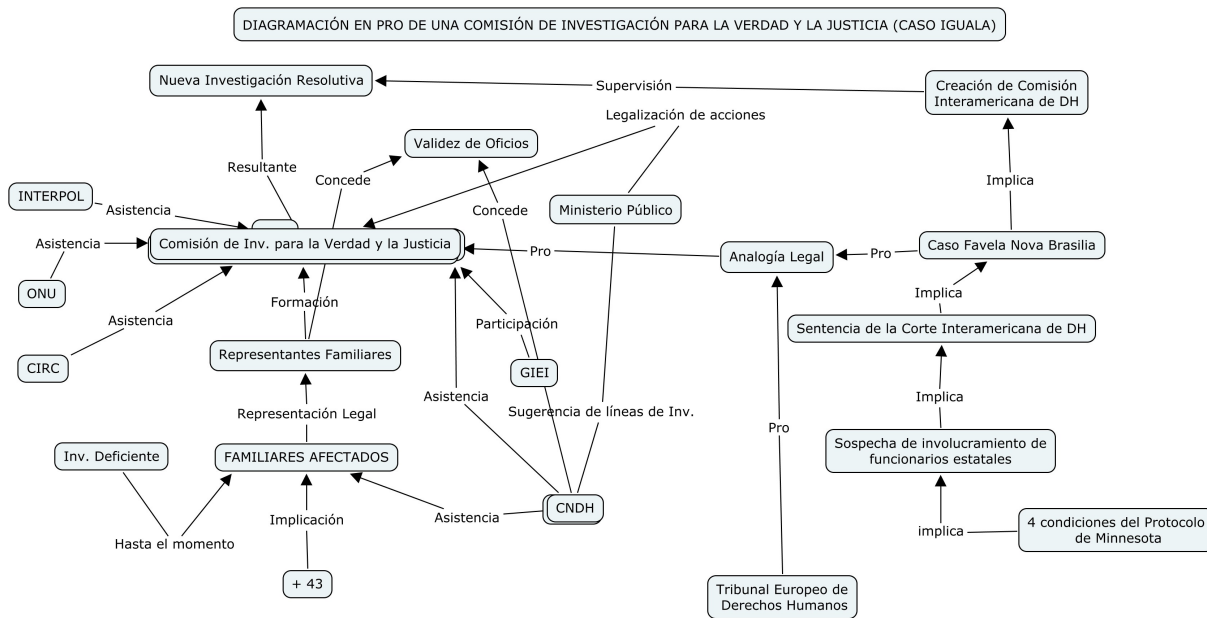 DIAGRAMACIÓN EN PRO DE UNA COMISIÓN DE INVESTIGACIÓN PARA LA VERDAD Y LA JUSTICIA (CASO IGUALA)
Nueva Investigación Resolutiva
Supervisión
Creación de Comisión
Interamericana de DH
Legalización de acciones
Validez de Oficios
Resultante
Concede
Implica
INTERPOL
Asistencia
Concede
Ministerio Público
Asistencia
Comisión de Inv. para la Verdad y la Justicia
Pro
Analogía Legal
Pro
Caso Favela Nova Brasilia
ONU
Formación
Implica
Asistencia
Participación
Sentencia de la Corte Interamericana de DH
CIRC
Representantes Familiares
GIEI
Asistencia
Implica
Representación Legal
Sugerencia de líneas de Inv.
Pro
Inv. Deficiente
FAMILIARES AFECTADOS
Sospecha de involucramiento de
funcionarios estatales
CNDH
Implicación
Asistencia
Hasta el momento
implica
4 condiciones del Protocolo
de Minnesota
+ 43
Tribunal Europeo de
Derechos Humanos